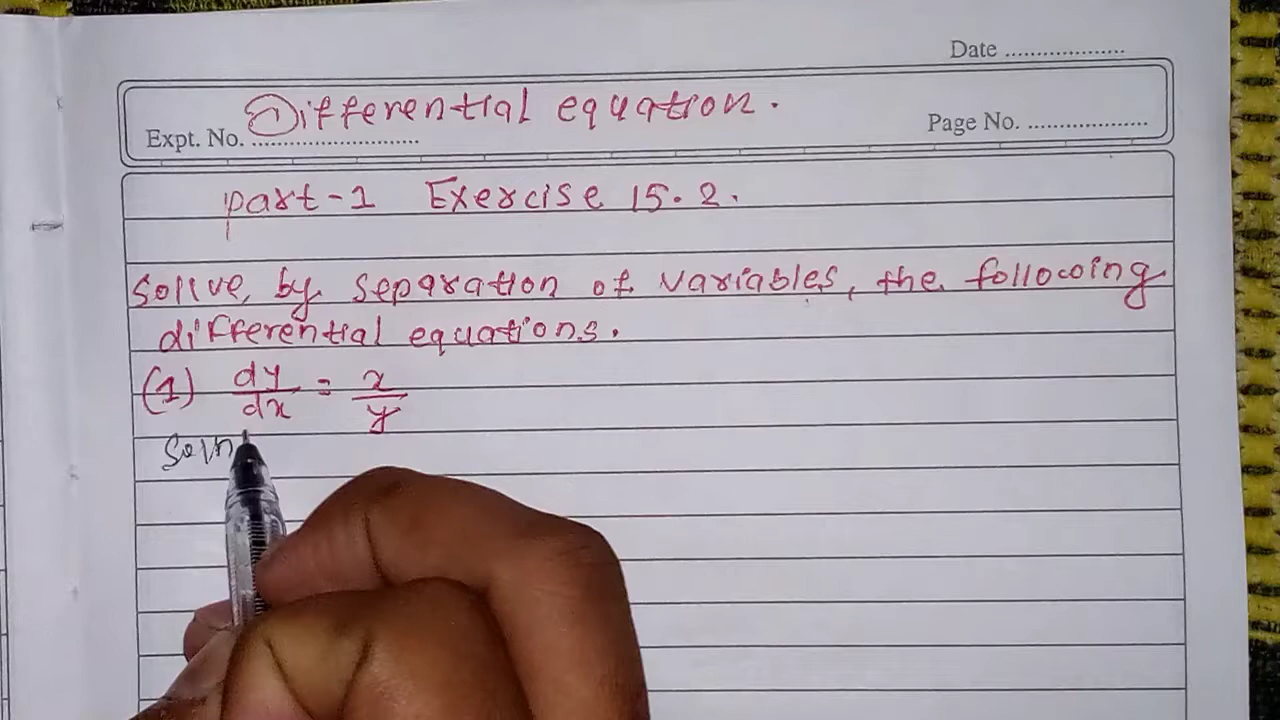 Date ....................
Differential equation.
Expt. No. ............................
Page No. ....................
part-1 Exercise 15.2.
Sollve, by separation of variables, the following
differential equations.
(1) dy/dx = x/y
Soln